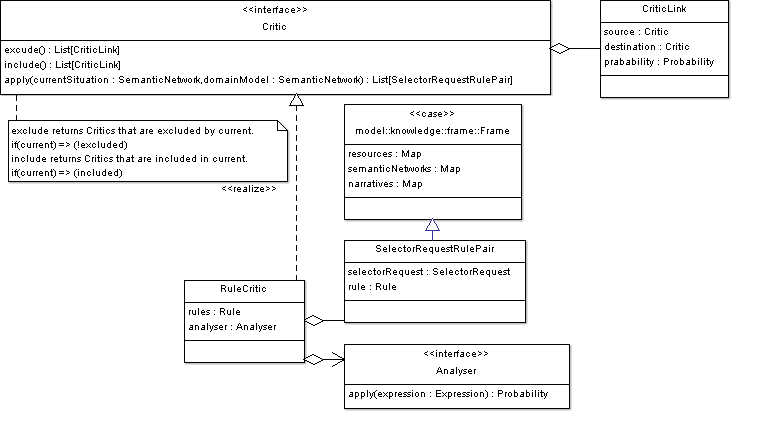 <<interface>>
Critic
excude() : List[CriticLink]
include() : List[CriticLink]
apply(currentSituation : SemanticNetwork,domainModel : SemanticNetwork) : List[SelectorRequestRulePair]
CriticLink
source : Critic
destination : Critic
prabability : Probability
exclude returns Critics that are excluded by current.
if(current) => (!excluded)
include returns Critics that are included in current.
if(current) => (included)
<<realize>>
<<case>>
model::knowledge::frame::Frame
resources : Map
semanticNetworks : Map
narratives : Map
SelectorRequestRulePair
selectorRequest : SelectorRequest
rule : Rule
RuleCritic
rules : Rule
analyser : Analyser
<<interface>>
Analyser
apply(expression : Expression) : Probability